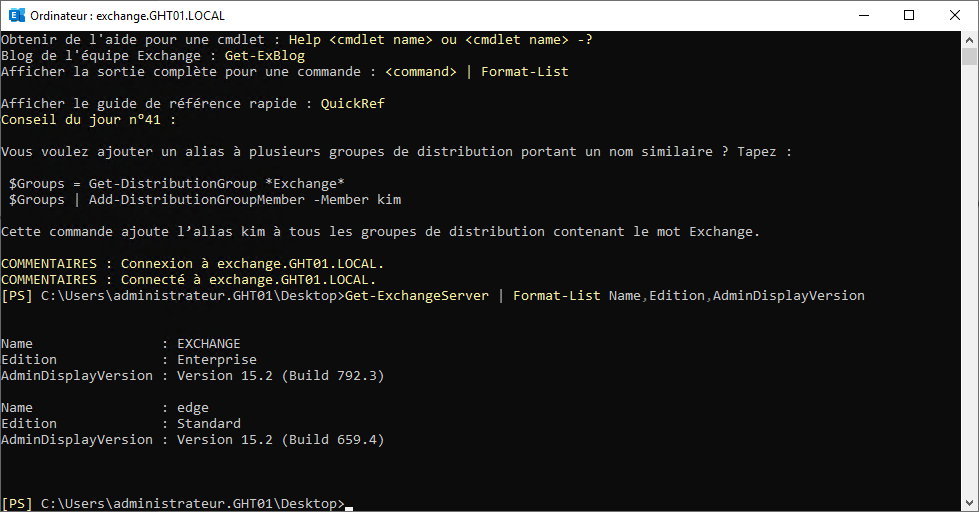 Ordinateur : exchange.GHT01.LOCAL
Obtenir de l'aide pour une cmdlet : Help <cmdlet name> ou <cmdlet name> -?
Blog de l'équipe Exchange : Get-ExBlog
Afficher la sortie complète pour une commande : <command> | Format-List
Afficher le guide de référence rapide : QuickRef
Conseil du jour n°41 :
Vous voulez ajouter un alias à plusieurs groupes de distribution portant un nom similaire ? Tapez :
$Groups = Get-DistributionGroup *Exchange*
$Groups | Add-DistributionGroupMember -Member kim
Cette commande ajoute l’alias kim à tous les groupes de distribution contenant le mot Exchange.
COMMENTAIRES : Connexion à exchange.GHT01.LOCAL.
COMMENTAIRES : Connecté à exchange.GHT01.LOCAL.
[PS] C:\Users\administrateur.GHT01\Desktop>Get-ExchangeServer | Format-List Name,Edition,AdminDisplayVersion
Name : EXCHANGE
Edition : Enterprise
AdminDisplayVersion : Version 15.2 (Build 792.3)
Name : edge
Edition : Standard
AdminDisplayVersion : Version 15.2 (Build 659.4)
[PS] C:\Users\administrateur.GHT01\Desktop>